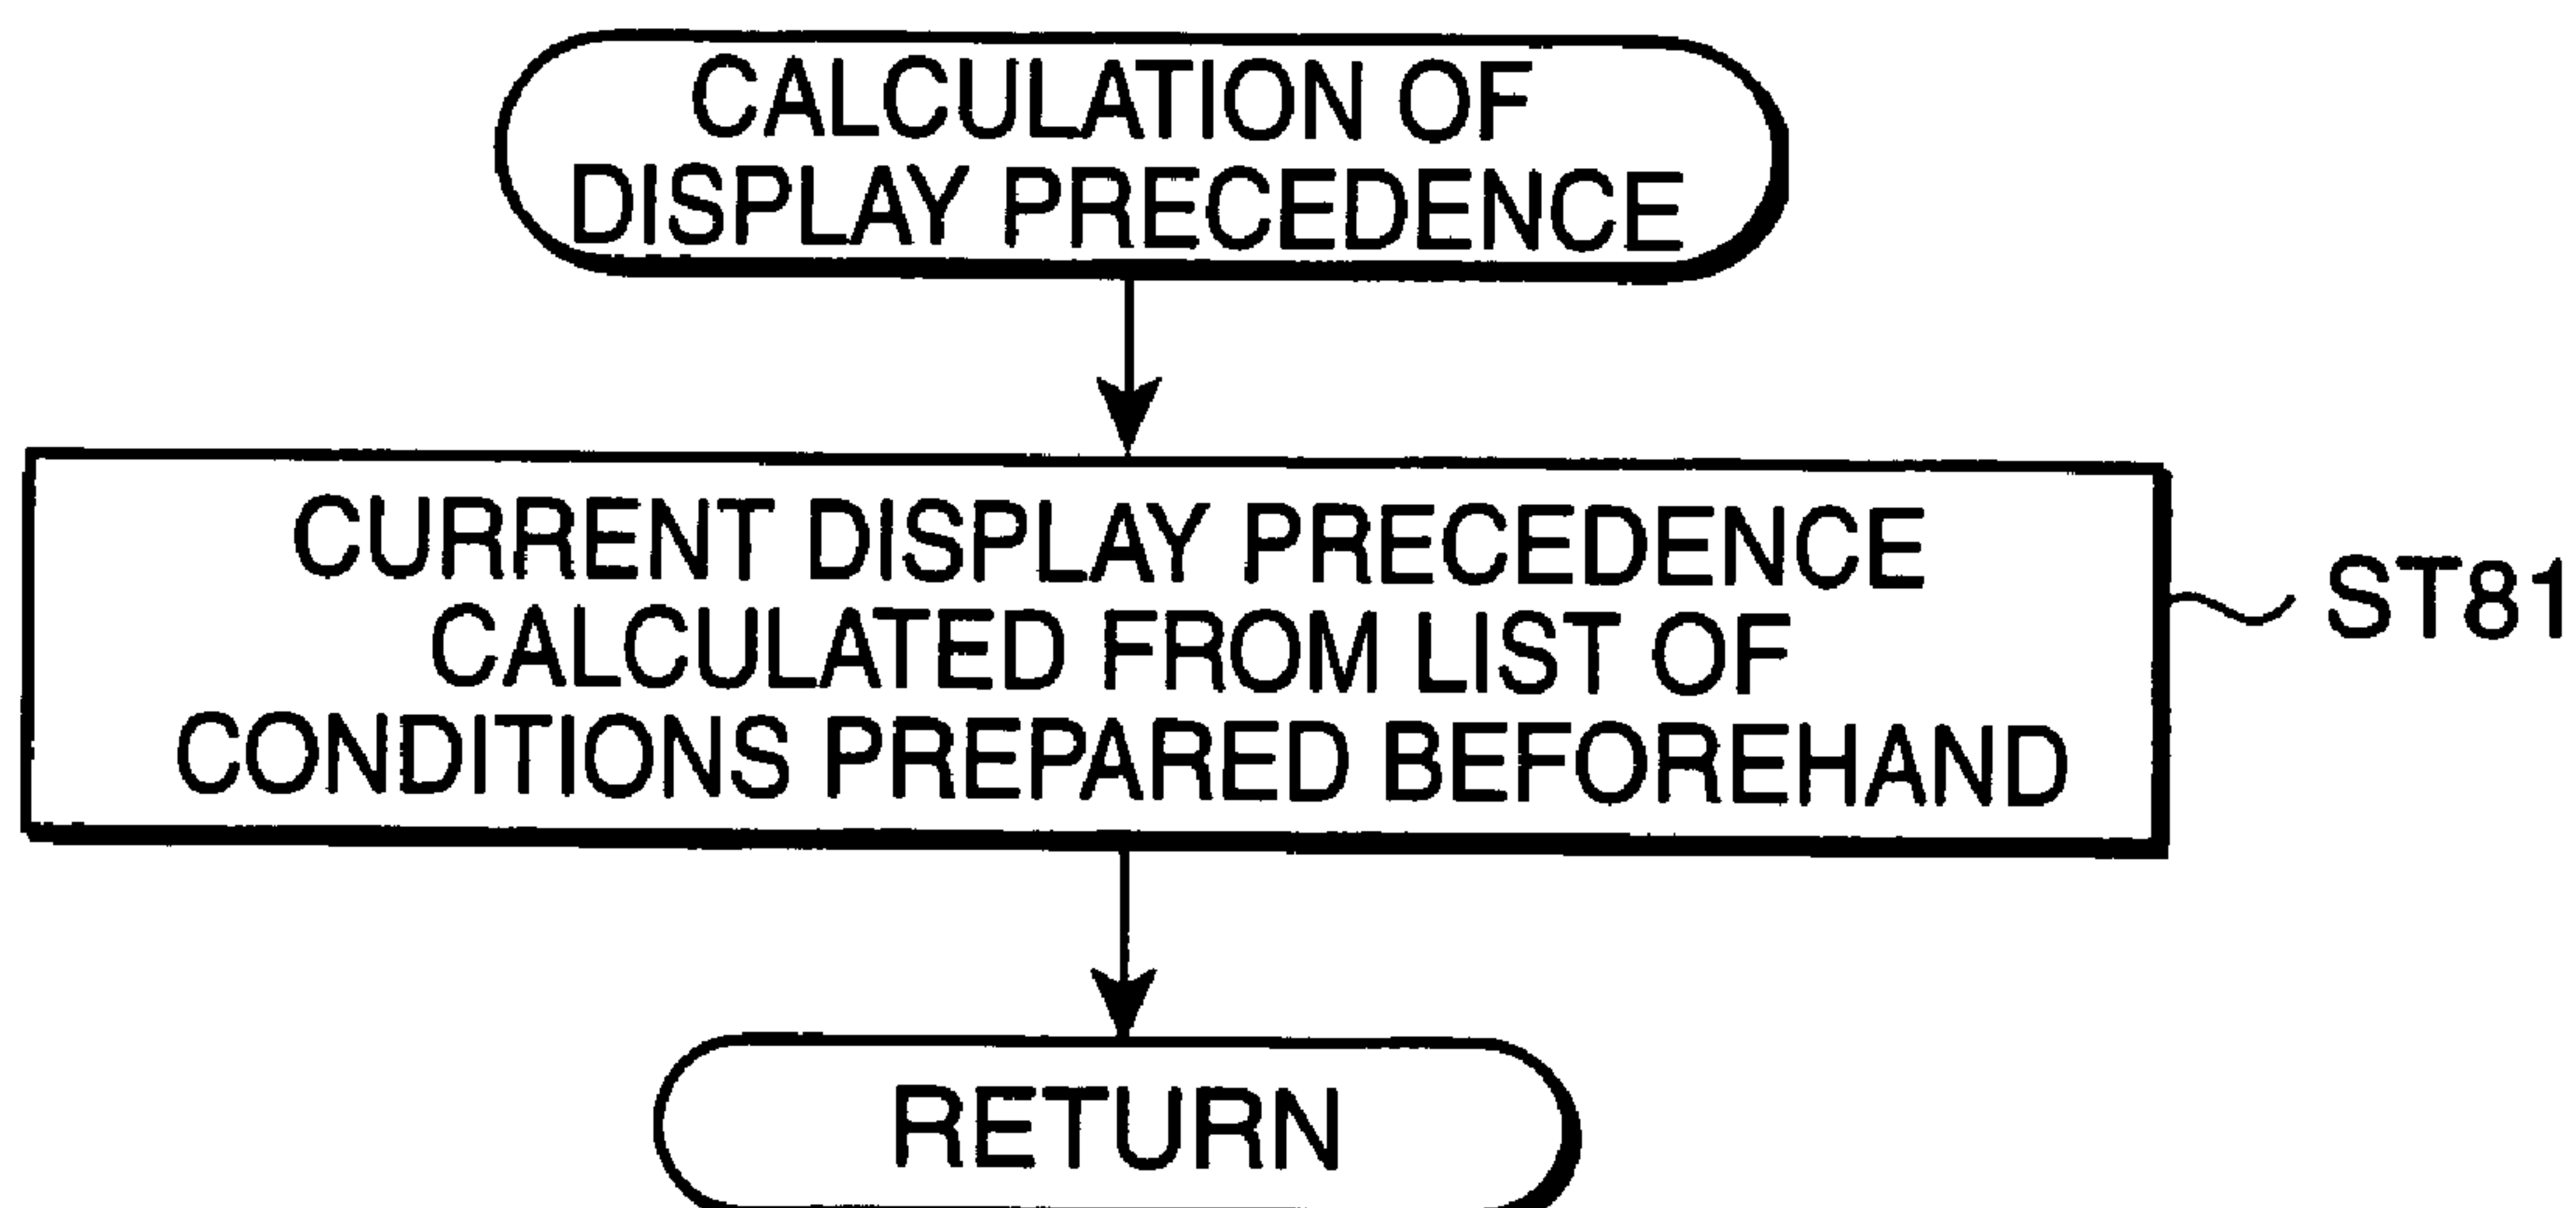 CALCULATION OF
DISPLAY PRECEDENCE
CURRENT DISPLAY PRECEDENCE
CALCULATED FROM LIST OF
CONDITIONS PREPARED BEFOREHAND
ST81
RETURN